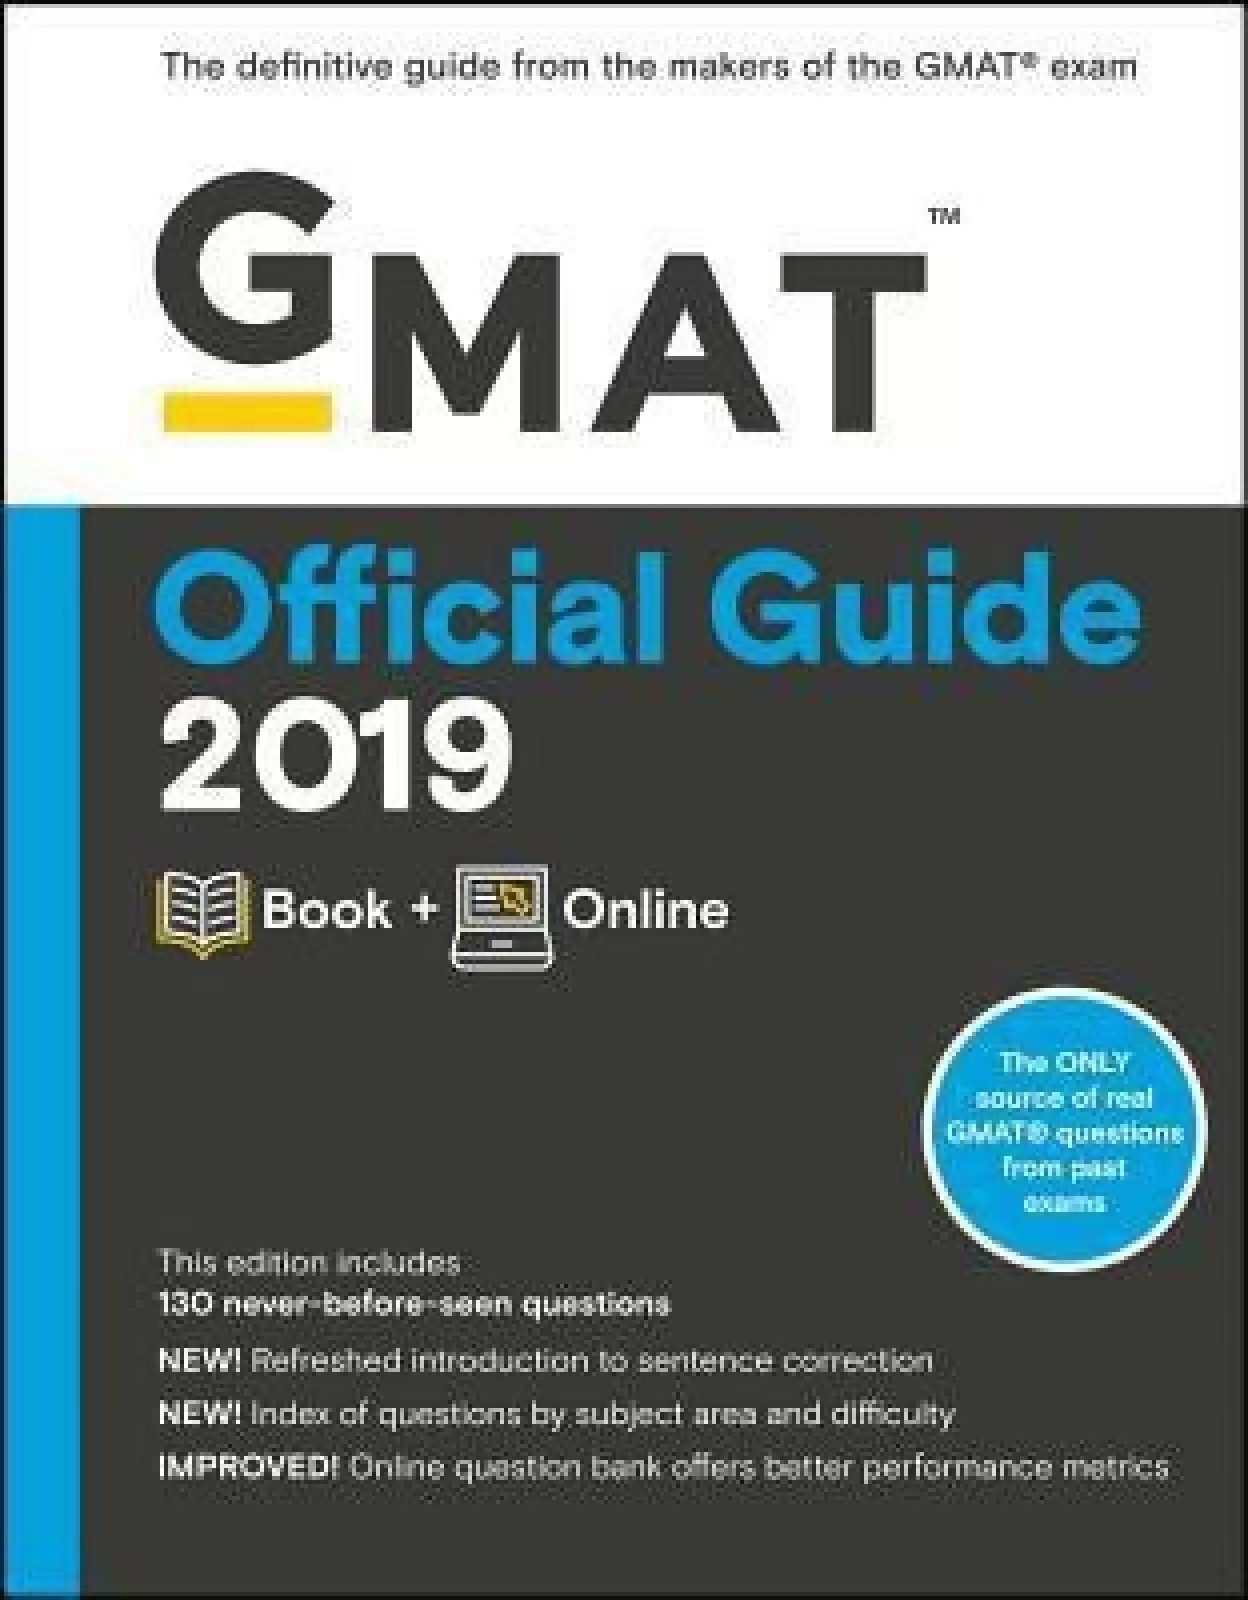 The definitive guide from the makers of the GMAT® exam
GMAT™
Official Guide
2019
Book + Online
The ONLY
source of real
GMAT® questions
from past
exams
This edition includes
130 never-before-seen questions
NEW! Refreshed introduction to sentence correction
NEW! Index of questions by subject area and difficulty
IMPROVED! Online question bank offers better performance metrics